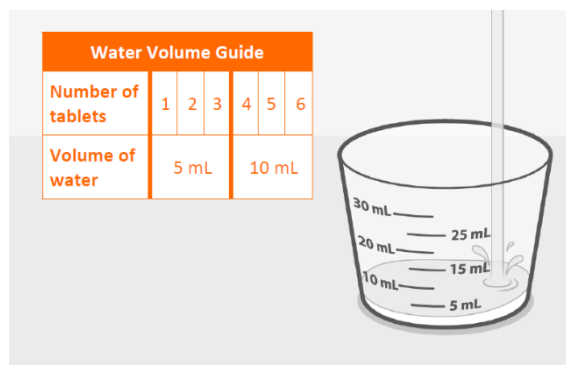 Water Volume Guide
Number of tablets 1 2 3 4 5 6
Volume of water 5 mL 10 mL
30 mL
25 mL
20 mL
15 mL
10 mL
5 mL